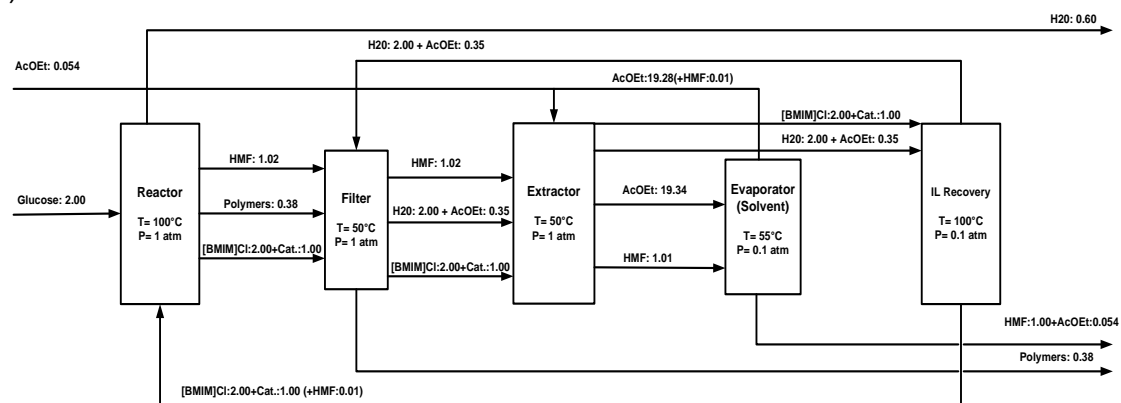 )
H20: 0.60
H20: 2.00 + AcOEt: 0.35
AcOEt: 0.054
AcOEt:19.28(+HMF:0.01)
[BMIM]Cl:2.00+Cat.:1.00
H20: 2.00 + AcOEt: 0.35
HMF: 1.02
HMF: 1.02
Glucose: 2.00
Reactor
T= 100°C
P= 1 atm
Polymers: 0.38
Filter
T= 50°C
P= 1 atm
H20: 2.00 + AcOEt: 0.35
Extractor
T= 50°C
P= 1 atm
AcOEt: 19.34
Evaporator
(Solvent)
T= 55°C
P= 0.1 atm
IL Recovery
T= 100°C
P= 0.1 atm
[BMIM]Cl:2.00+Cat.:1.00
[BMIM]Cl:2.00+Cat.:1.00
HMF: 1.01
HMF:1.00+AcOEt:0.054
Polymers: 0.38
[BMIM]Cl:2.00+Cat.:1.00 (+HMF:0.01)